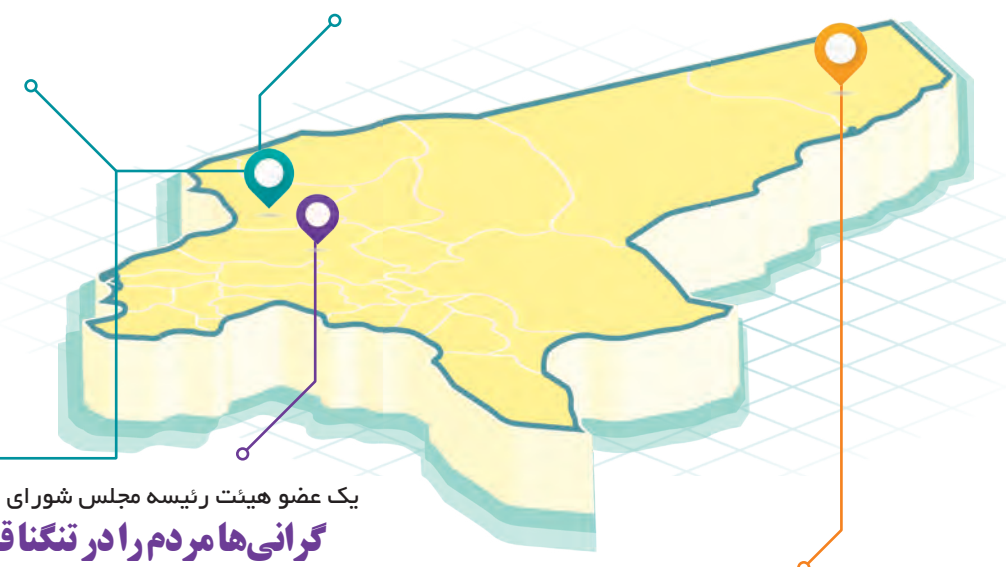 یک عضو هیئت رئیسه مجلس شورای
گرانی‌ها مردم را در تنگنا